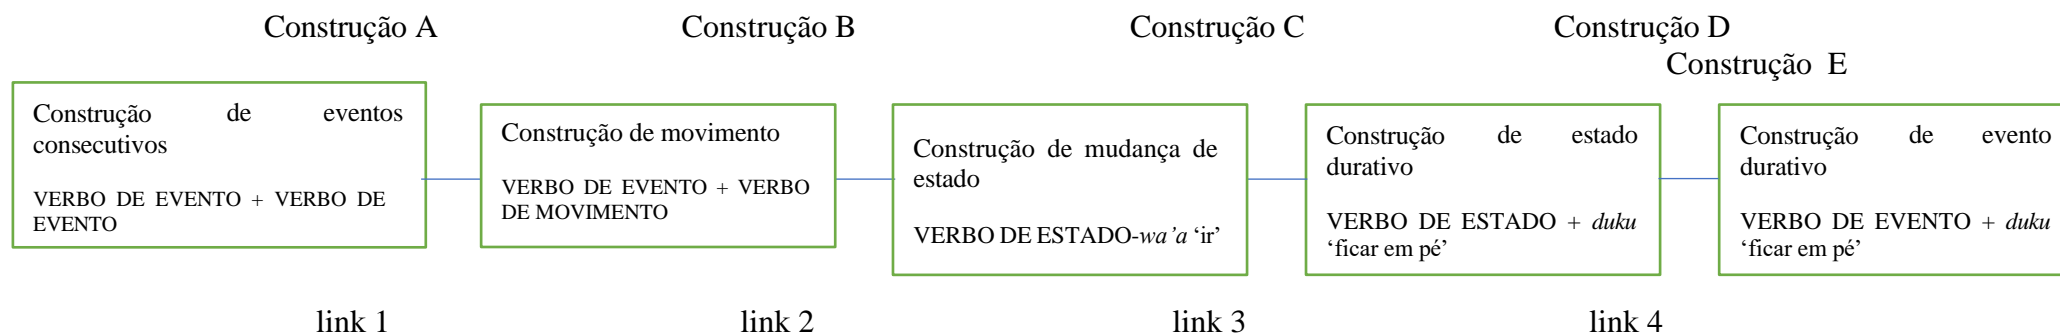 Construção A
Construção B
Construção C
Construção D
Construção E
Construção de eventos
consecutivos
VERBO DE EVENTO + VERBO DE
EVENTO
Construção de movimento
VERBO DE EVENTO + VERBO
DE MOVIMENTO
Construção de mudança de
estado
VERBO DE ESTADO-wa’a ‘ir’
Construção de estado
durativo
VERBO DE ESTADO + duku
‘ficar em pé’
Construção de evento
durativo
VERBO DE EVENTO + duku
‘ficar em pé’
link 1
link 2
link 3
link 4